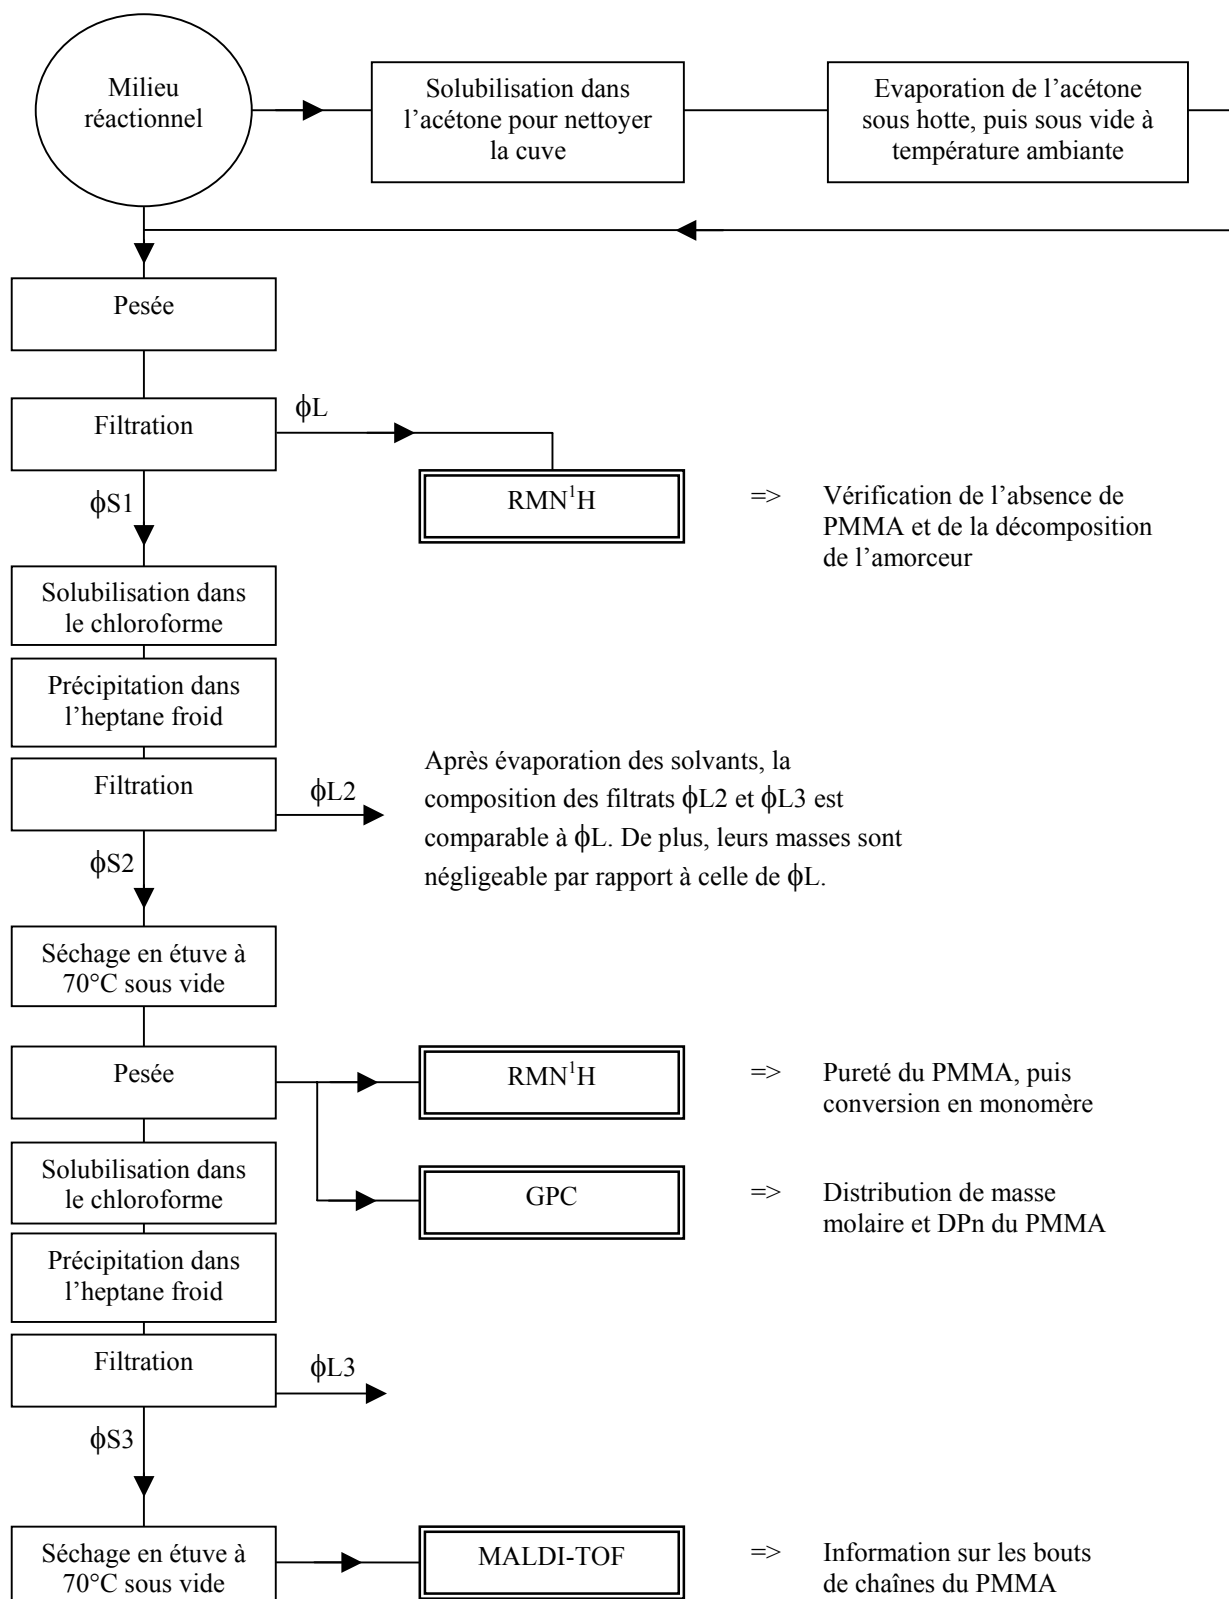 Milieu
réactionnel
Solubilisation dans
l’acétone pour nettoyer
la cuve
Evaporation de l’acétone
sous hotte, puis sous vide à
température ambiante
Pesée
Filtration
ϕL
RMN¹H
=> Vérification de l’absence de
PMMA et de la décomposition
de l’amorceur
ϕS1
Solubilisation dans
le chloroforme
Précipitation dans
l’heptane froid
Filtration
ϕL2
Après évaporation des solvants, la
composition des filtrats ϕL2 et ϕL3 est
comparable à ϕL. De plus, leurs masses sont
négligeable par rapport à celle de ϕL.
ϕS2
Séchage en étuve à
70°C sous vide
Pesée
RMN¹H
=> Pureté du PMMA, puis
conversion en monomère
Solubilisation dans
le chloroforme
GPC
=> Distribution de masse
molaire et DPn du PMMA
Précipitation dans
l’heptane froid
Filtration
ϕL3
ϕS3
Séchage en étuve à
70°C sous vide
MALDI-TOF
=> Information sur les bouts
de chaînes du PMMA